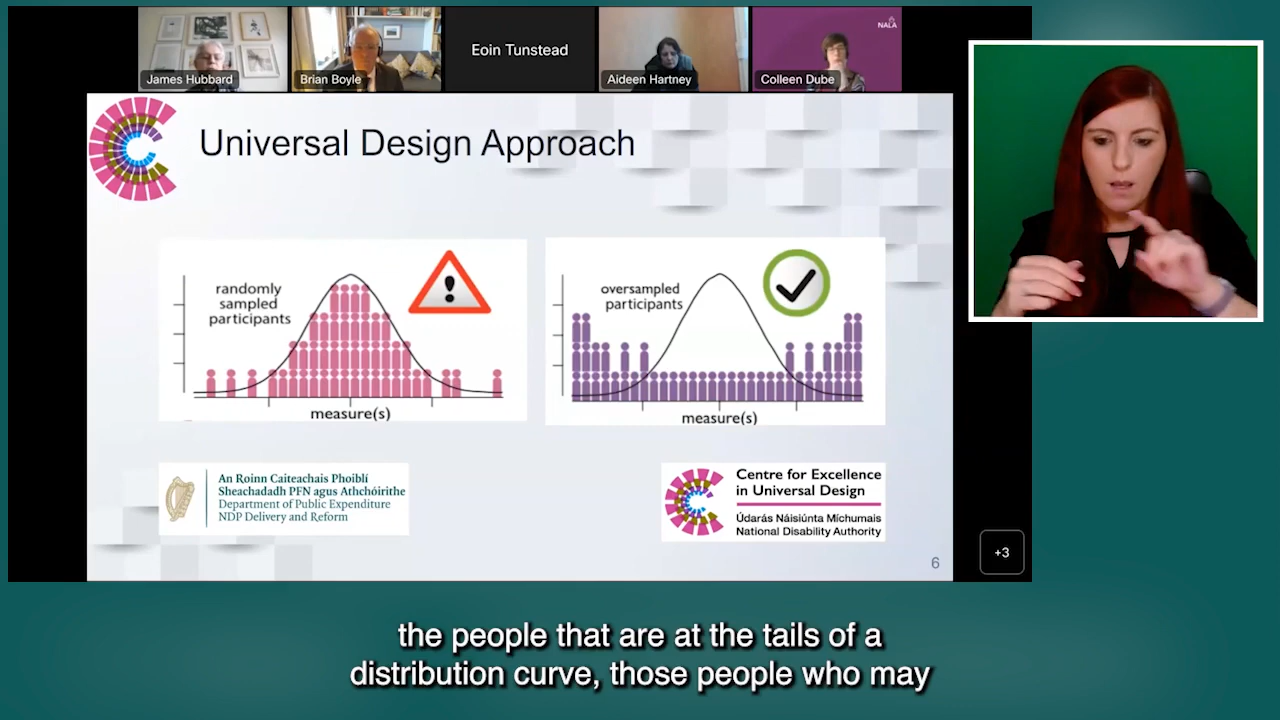 James Hubbard
Brian Boyle
Eoin Tunstead
Aideen Hartney
Colleen Dube
NALA
Universal Design Approach
randomly
sampled
participants
measure(s)
oversampled
participants
measure(s)
An Roinn Caiteachais Phoiblí
Sheachadadh PFN agus Athchóirithe
Department of Public Expenditure
NDP Delivery and Reform
Centre for Excellence
in Universal Design
Údarás Náisiúnta Míchumais
National Disability Authority
6
+3
the people that are at the tails of a
distribution curve, those people who may